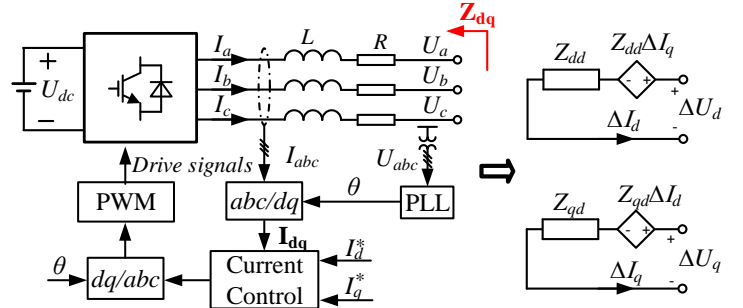 Z_dq
I_a L R U_a
+ U_dc −
I_b U_b
I_c U_c
Z_dd Z_dd ΔI_q
- +
+
ΔI_d ΔU_d
-
Drive signals I_abc U_abc
PWM abc/dq θ PLL
I_dq
θ dq/abc Current Control I_d^*
I_q^*
Z_qd Z_qd ΔI_d
- +
+
ΔI_q ΔU_q
-